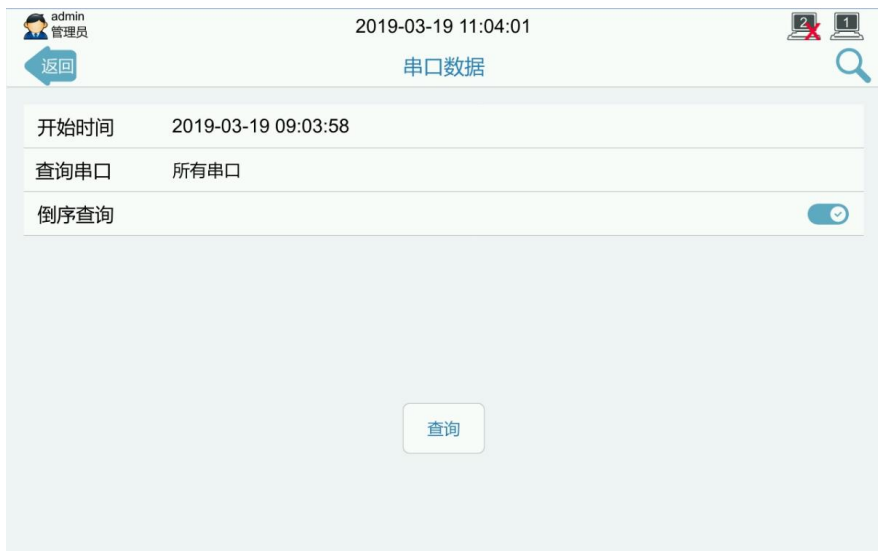 admin
管理员
2019-03-19 11:04:01
2
1
返回
串口数据
开始时间 2019-03-19 09:03:58
查询串口 所有串口
倒序查询
查询